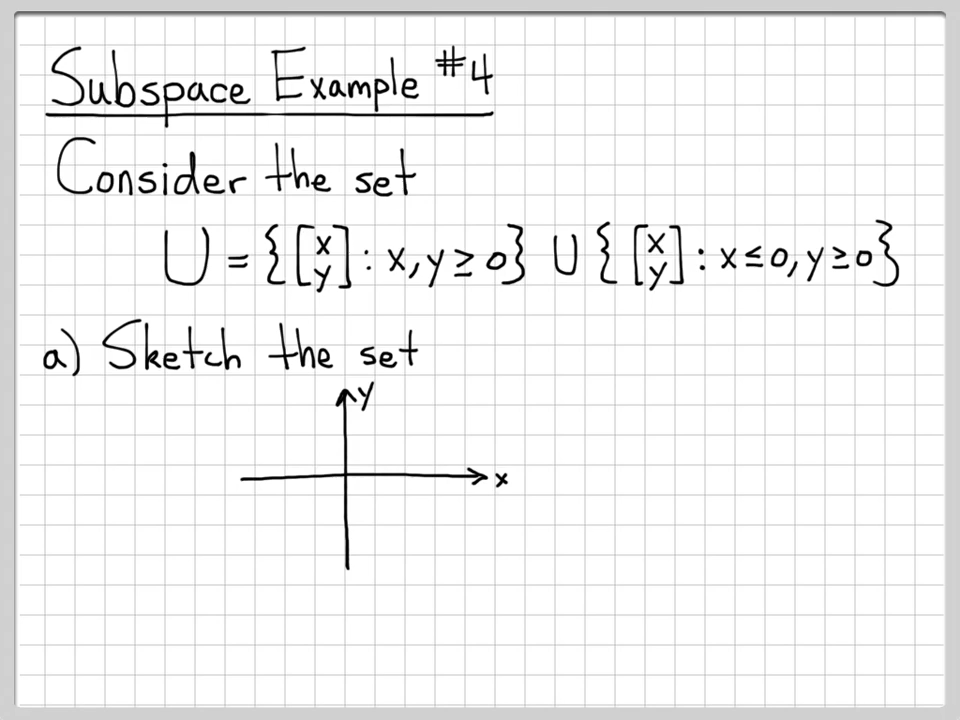 Subspace Example #4
Consider the set
U = {[x y] : x, y ≥ 0} ∪ {[x y] : x ≤ 0, y ≥ 0}
a) Sketch the set
y
x